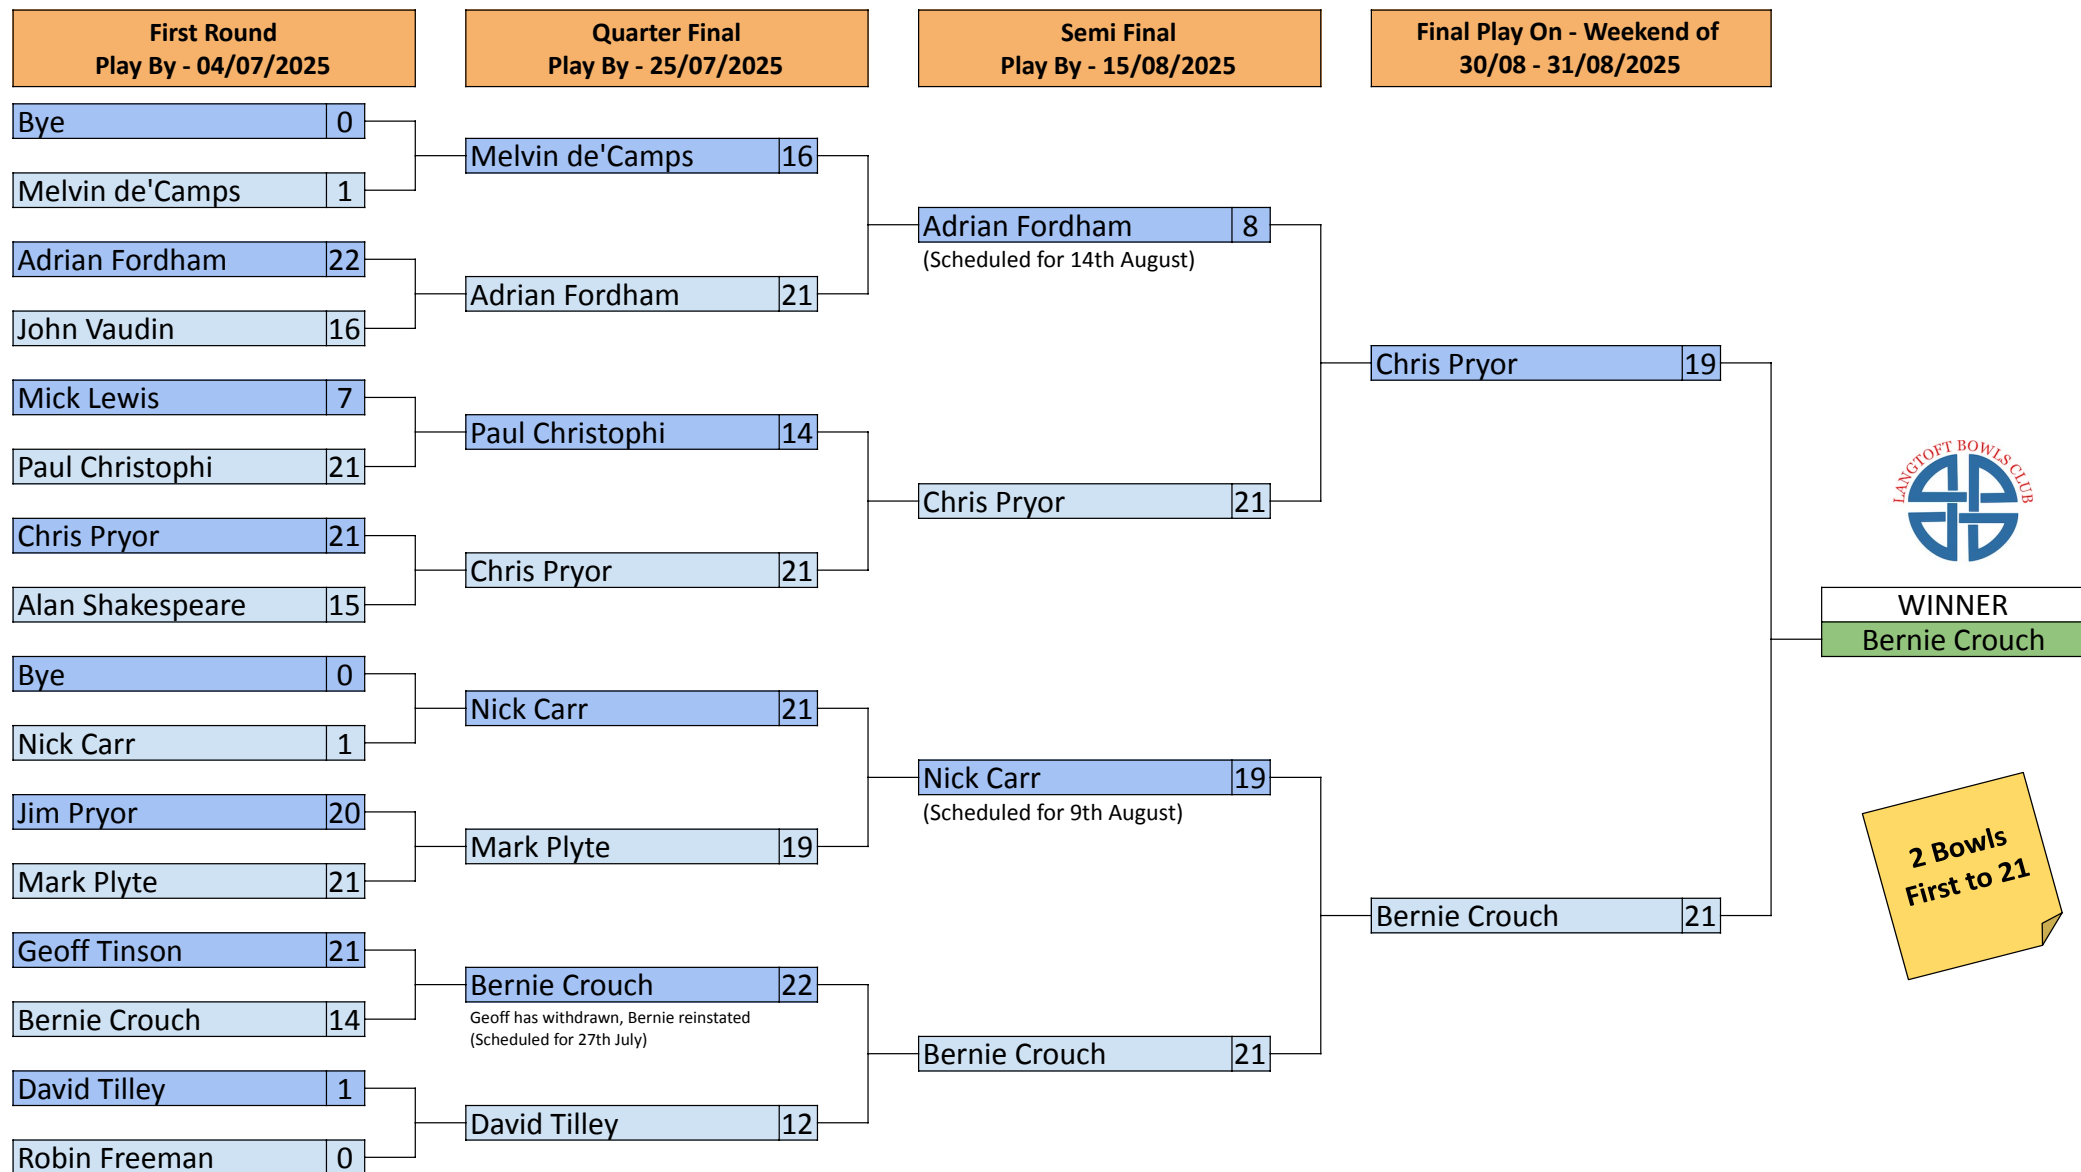 First Round
Play By - 04/07/2025
Quarter Final
Play By - 25/07/2025
Semi Final
Play By - 15/08/2025
Final Play On - Weekend of
30/08 - 31/08/2025
Bye 0
Melvin de'Camps 1
Adrian Fordham 22
John Vaudin 16
Mick Lewis 7
Paul Christophi 21
Chris Pryor 21
Alan Shakespeare 15
Bye 0
Nick Carr 1
Jim Pryor 20
Mark Plyte 21
Geoff Tinson 21
Bernie Crouch 14
David Tilley 1
Robin Freeman 0
Melvin de'Camps 16
Adrian Fordham 21
Paul Christophi 14
Chris Pryor 21
Nick Carr 21
Mark Plyte 19
Bernie Crouch 22
Geoff has withdrawn, Bernie reinstated
(Scheduled for 27th July)
David Tilley 12
Adrian Fordham 8
(Scheduled for 14th August)
Chris Pryor 21
Nick Carr 19
(Scheduled for 9th August)
Bernie Crouch 21
Chris Pryor 19
Bernie Crouch 21
LANGTOFT BOWLS CLUB
WINNER
Bernie Crouch
2 Bowls
First to 21